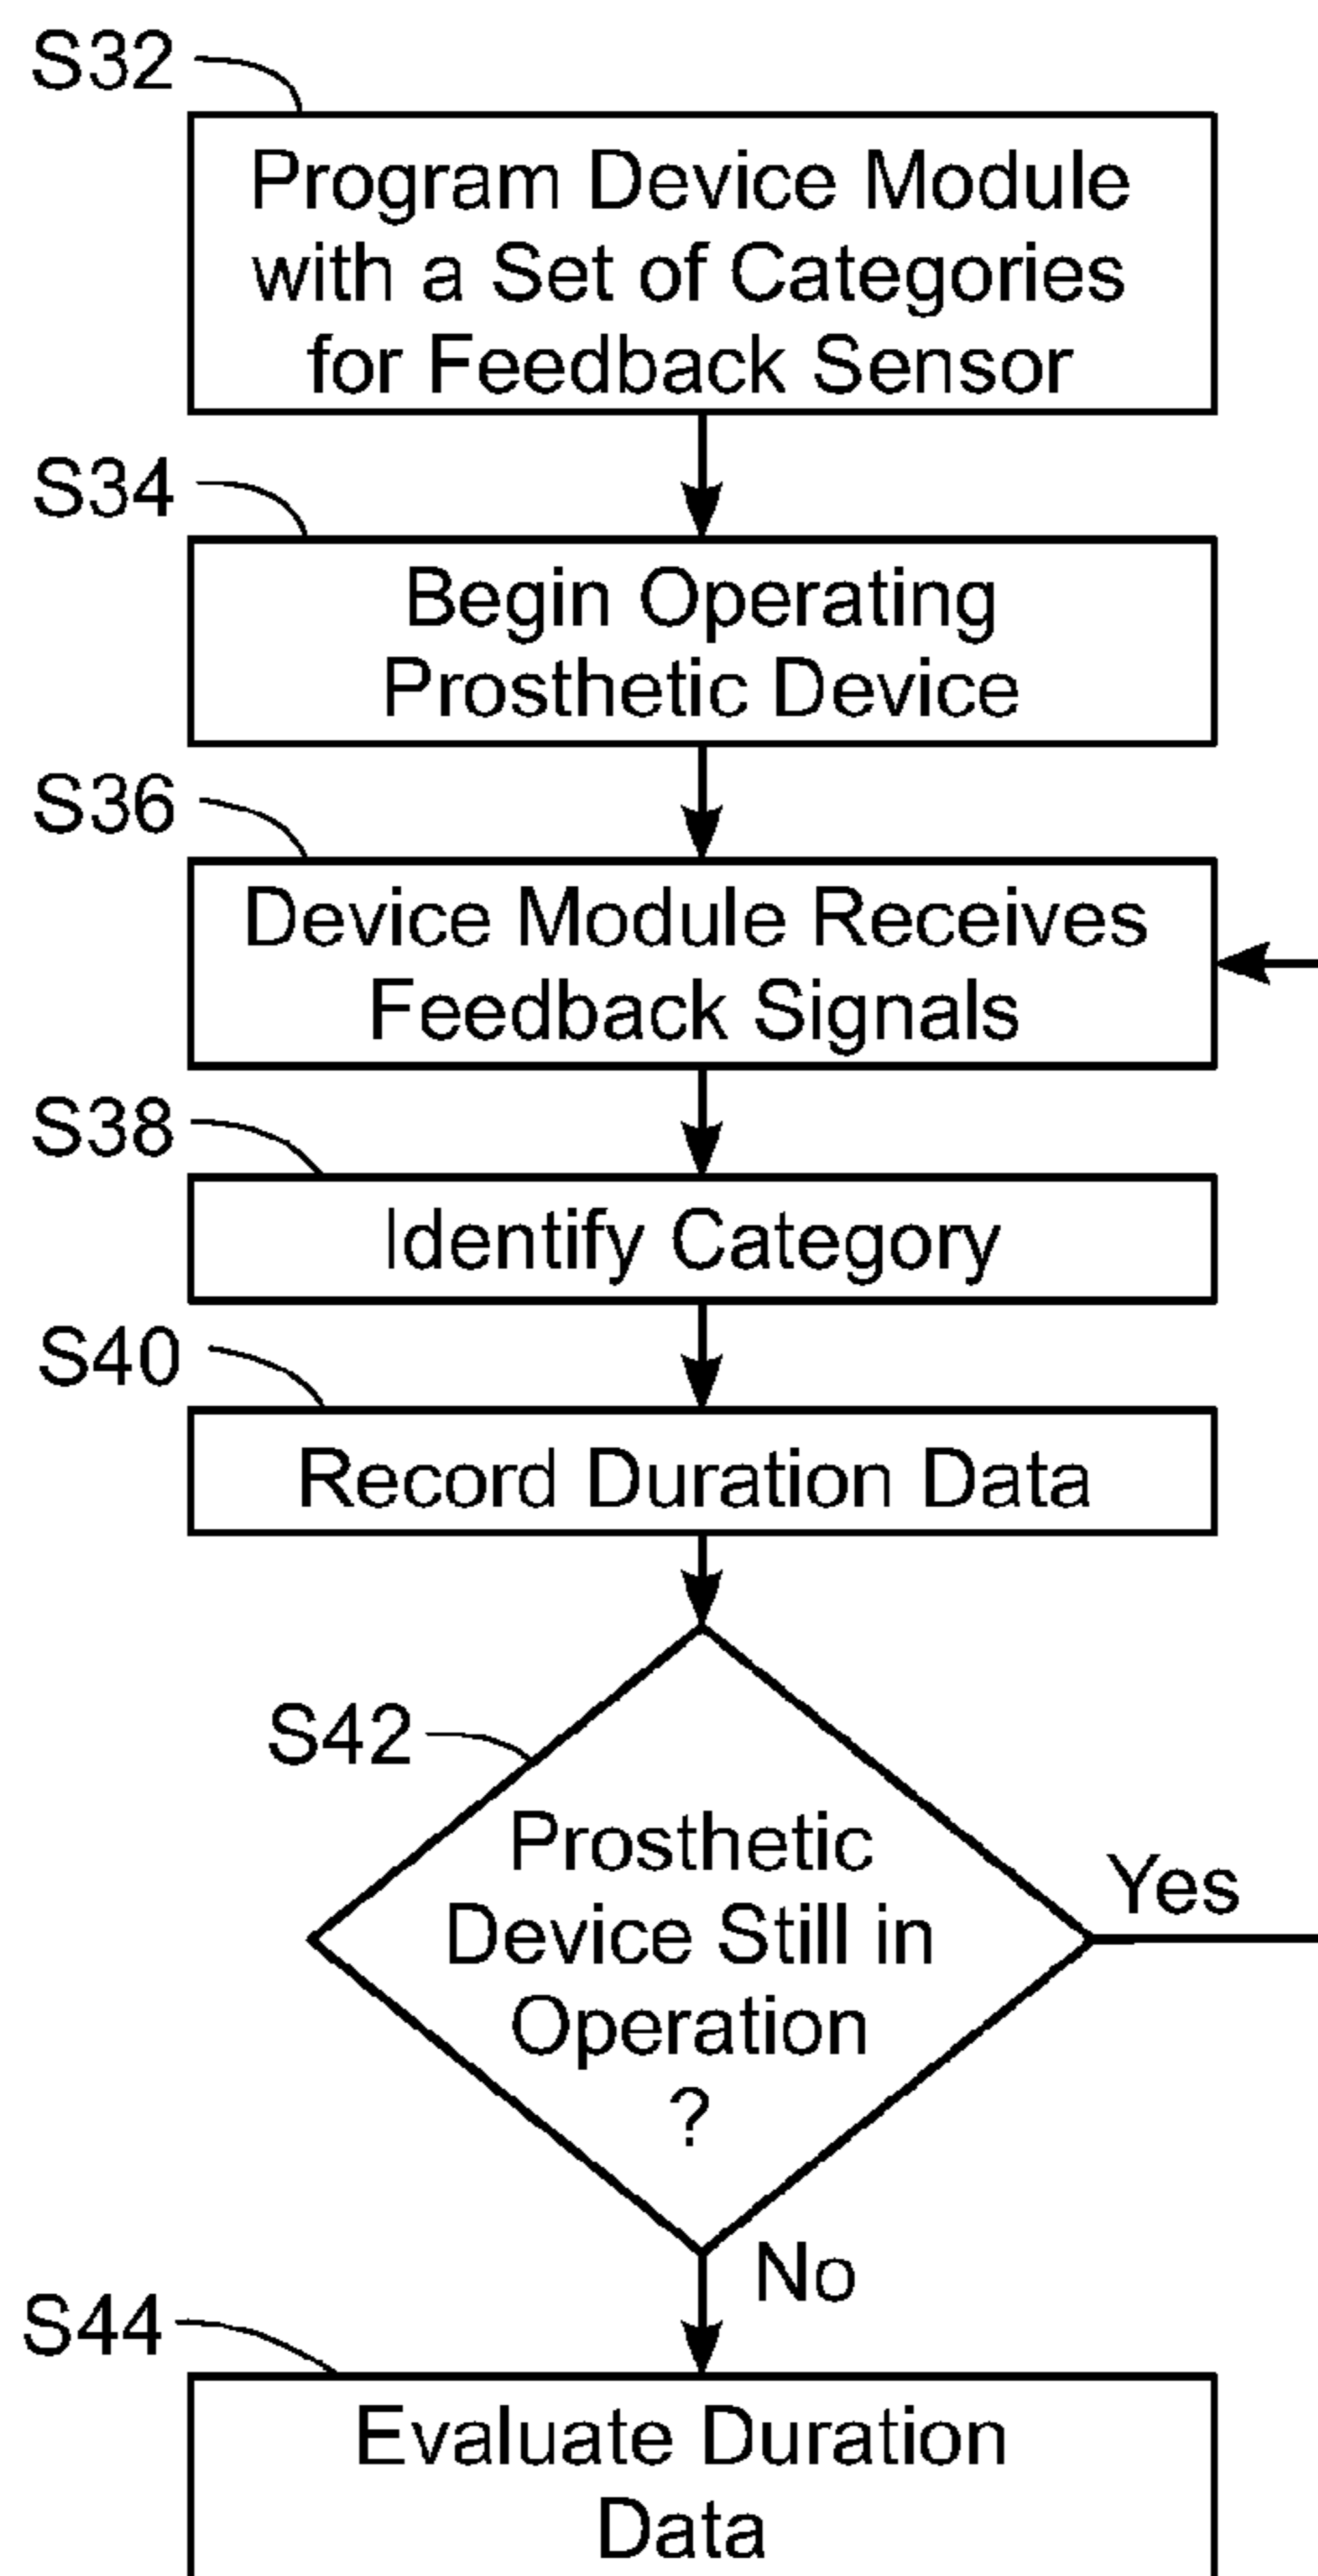 S32
Program Device Module
with a Set of Categories
for Feedback Sensor
S34
Begin Operating
Prosthetic Device
S36
Device Module Receives
Feedback Signals
S38
Identify Category
S40
Record Duration Data
S42
Prosthetic
Device Still in
Operation
?
Yes
No
S44
Evaluate Duration
Data